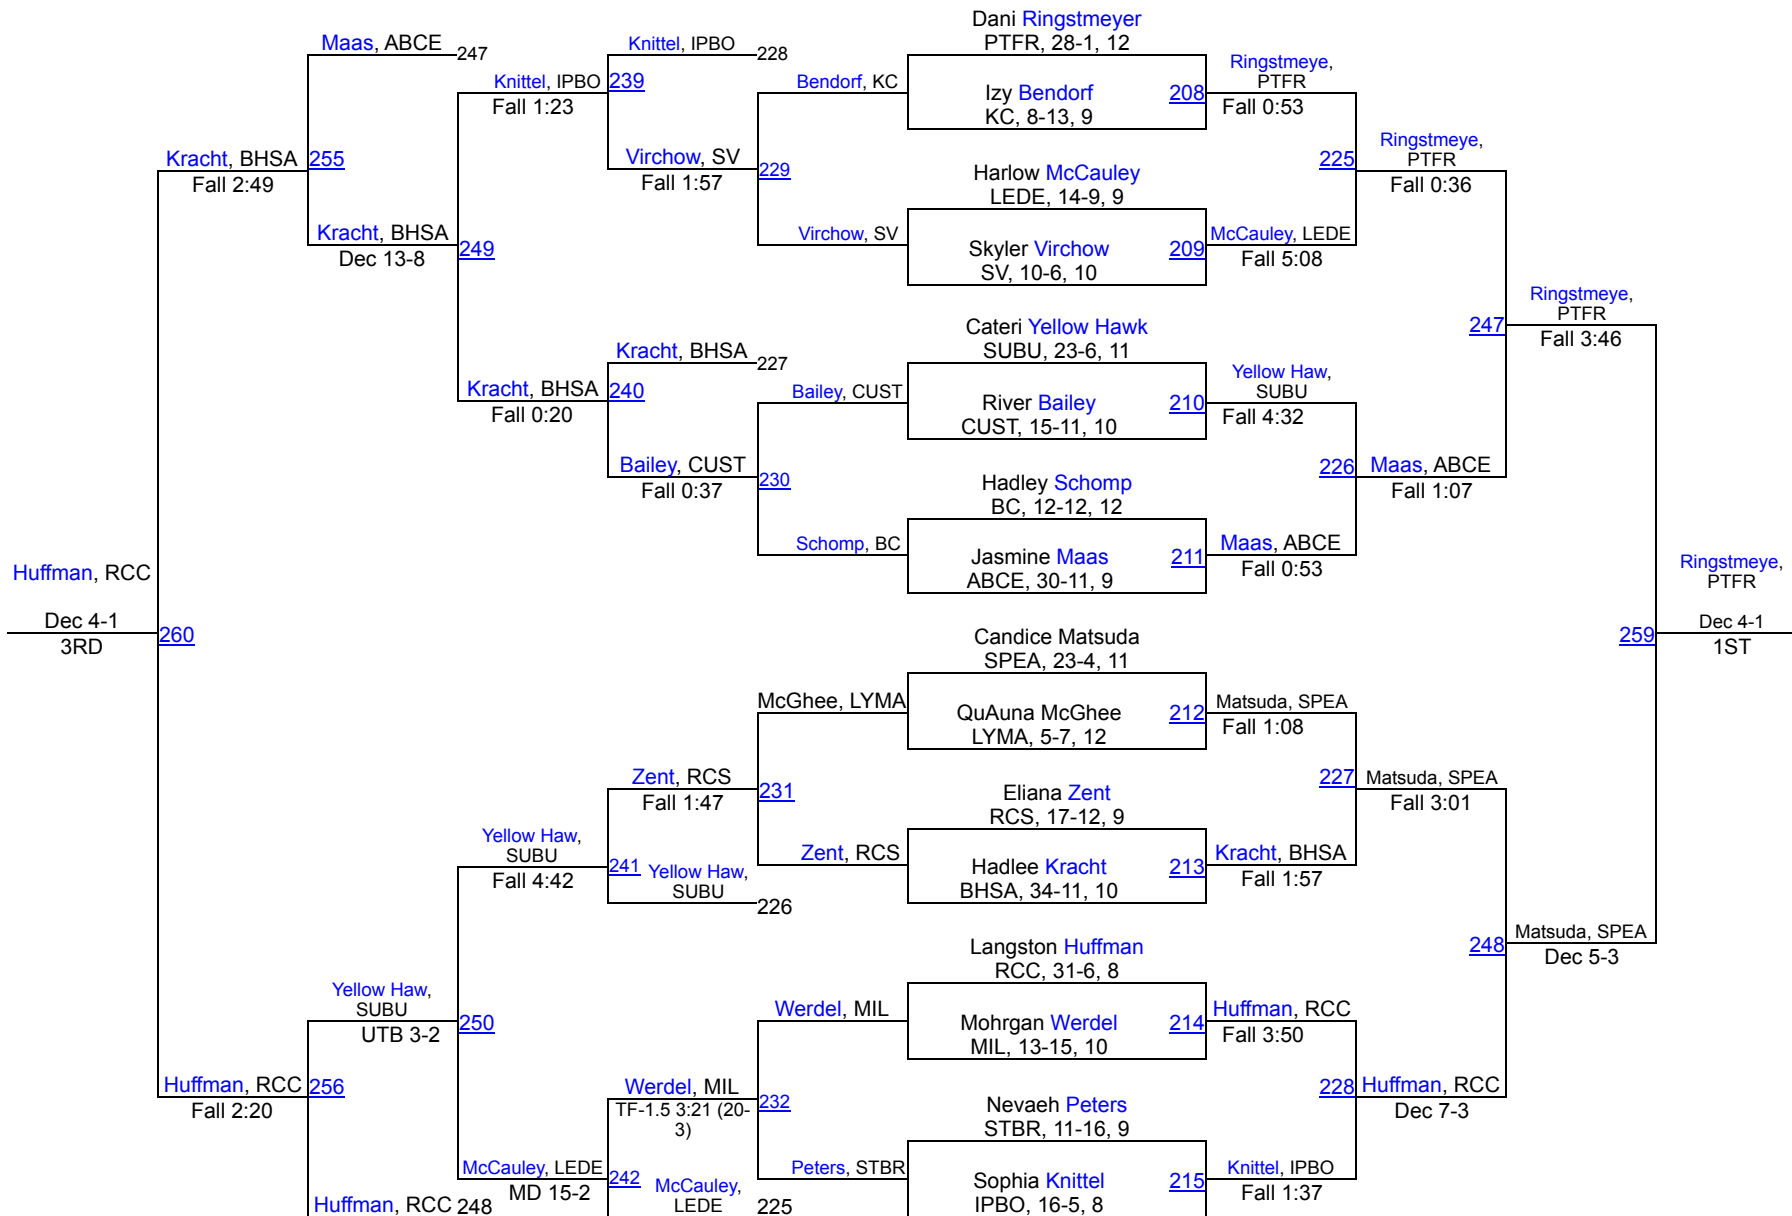 Dani Ringstmeyer
PTFR, 28-1, 12
Maas, ABCE
247
Knittel, IPBO
228
Knittel, IPBO
239
Fall 1:23
Bendorf, KC
Izy Bendorf
KC, 8-13, 9
208
Ringstmeye,
PTFR
Fall 0:53
Kracht, BHSA
255
Fall 2:49
Virchow, SV
229
Fall 1:57
Harlow McCauley
LEDE, 14-9, 9
225
Ringstmeye,
PTFR
Fall 0:36
Kracht, BHSA
249
Dec 13-8
Virchow, SV
Skyler Virchow
SV, 10-6, 10
209
McCauley, LEDE
Fall 5:08
Cateri Yellow Hawk
SUBU, 23-6, 11
247
Ringstmeye,
PTFR
Fall 3:46
Kracht, BHSA
227
Kracht, BHSA
240
Fall 0:20
Bailey, CUST
River Bailey
CUST, 15-11, 10
210
Yellow Haw,
SUBU
Fall 4:32
Bailey, CUST
230
Fall 0:37
Hadley Schomp
BC, 12-12, 12
226
Maas, ABCE
Fall 1:07
Schomp, BC
Jasmine Maas
ABCE, 30-11, 9
211
Maas, ABCE
Fall 0:53
Huffman, RCC
Dec 4-1
3RD
260
Ringstmeye,
PTFR
259
Dec 4-1
1ST
Candice Matsuda
SPEA, 23-4, 11
McGhee, LYMA
QuAuna McGhee
LYMA, 5-7, 12
212
Matsuda, SPEA
Fall 1:08
Zent, RCS
231
Fall 1:47
Eliana Zent
RCS, 17-12, 9
227
Matsuda, SPEA
Fall 3:01
Yellow Haw,
SUBU
Fall 4:42
241
Yellow Haw,
SUBU
226
Zent, RCS
Hadlee Kracht
BHSA, 34-11, 10
213
Kracht, BHSA
Fall 1:57
Langston Huffman
RCC, 31-6, 8
248
Matsuda, SPEA
Dec 5-3
Yellow Haw,
SUBU
UTB 3-2
250
Werdel, MIL
Mohrgan Werdel
MIL, 13-15, 10
214
Huffman, RCC
Fall 3:50
Huffman, RCC
256
Fall 2:20
Werdel, MIL
232
TF-1.5 3:21 (20-
3)
Nevaeh Peters
STBR, 11-16, 9
228
Huffman, RCC
Dec 7-3
McCauley, LEDE
242
MD 15-2
Peters, STBR
Sophia Knittel
IPBO, 16-5, 8
215
Knittel, IPBO
Fall 1:37
Huffman, RCC
248
McCauley,
LEDE
225